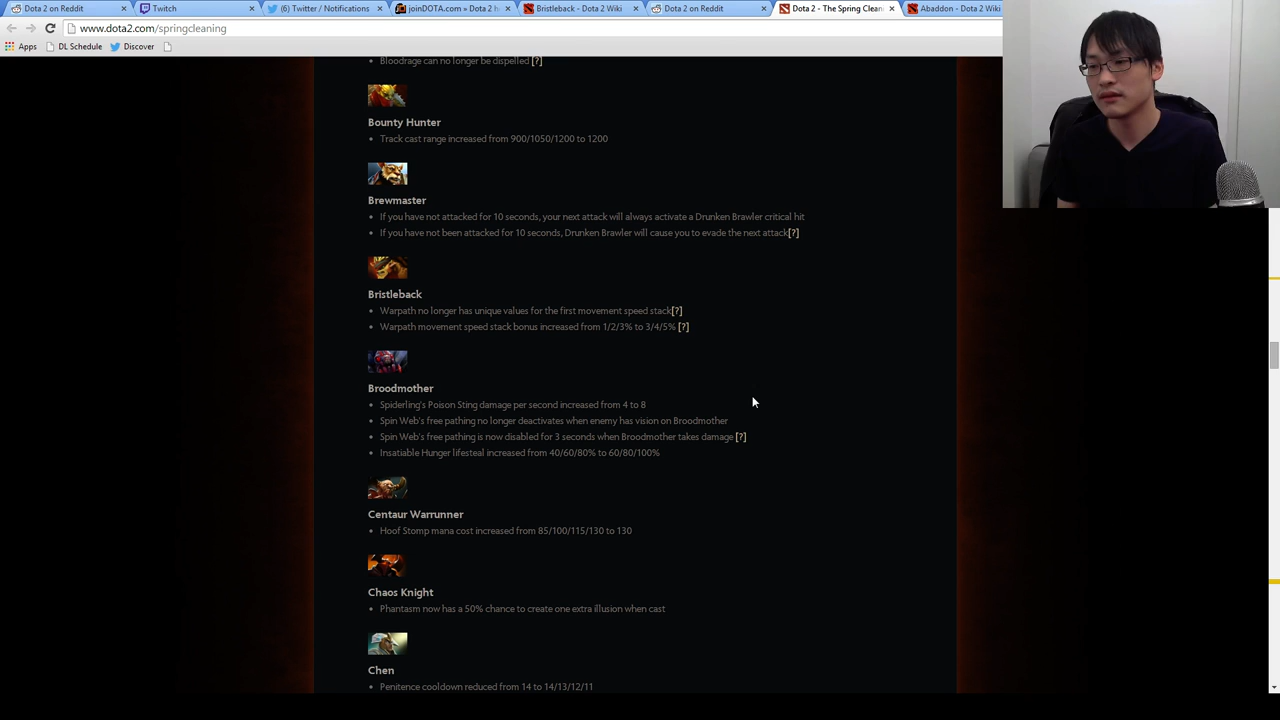 Dota 2 on Reddit
Twitch
(6) Twitter / Notifications
joinDOTA.com » Dota 2 h
Bristleback - Dota 2 Wiki
Dota 2 on Reddit
Dota 2 - The Spring Clean
Abaddon - Dota 2 Wiki
www.dota2.com/springcleaning
Apps
DL Schedule
Discover
Bloodrage can no longer be dispelled [?]
Bounty Hunter
Track cast range increased from 900/1050/1200 to 1200
Brewmaster
If you have not attacked for 10 seconds, your next attack will always activate a Drunken Brawler critical hit
If you have not been attacked for 10 seconds, Drunken Brawler will cause you to evade the next attack[?]
Bristleback
Warpath no longer has unique values for the first movement speed stack[?]
Warpath movement speed stack bonus increased from 1/2/3% to 3/4/5% [?]
Broodmother
Spiderling's Poison Sting damage per second increased from 4 to 8
Spin Web's free pathing no longer deactivates when enemy has vision on Broodmother
Spin Web's free pathing is now disabled for 3 seconds when Broodmother takes damage [?]
Insatiable Hunger lifesteal increased from 40/60/80% to 60/80/100%
Centaur Warrunner
Hoof Stomp mana cost increased from 85/100/115/130 to 130
Chaos Knight
Phantasm now has a 50% chance to create one extra illusion when cast
Chen
Penitence cooldown reduced from 14 to 14/13/12/11